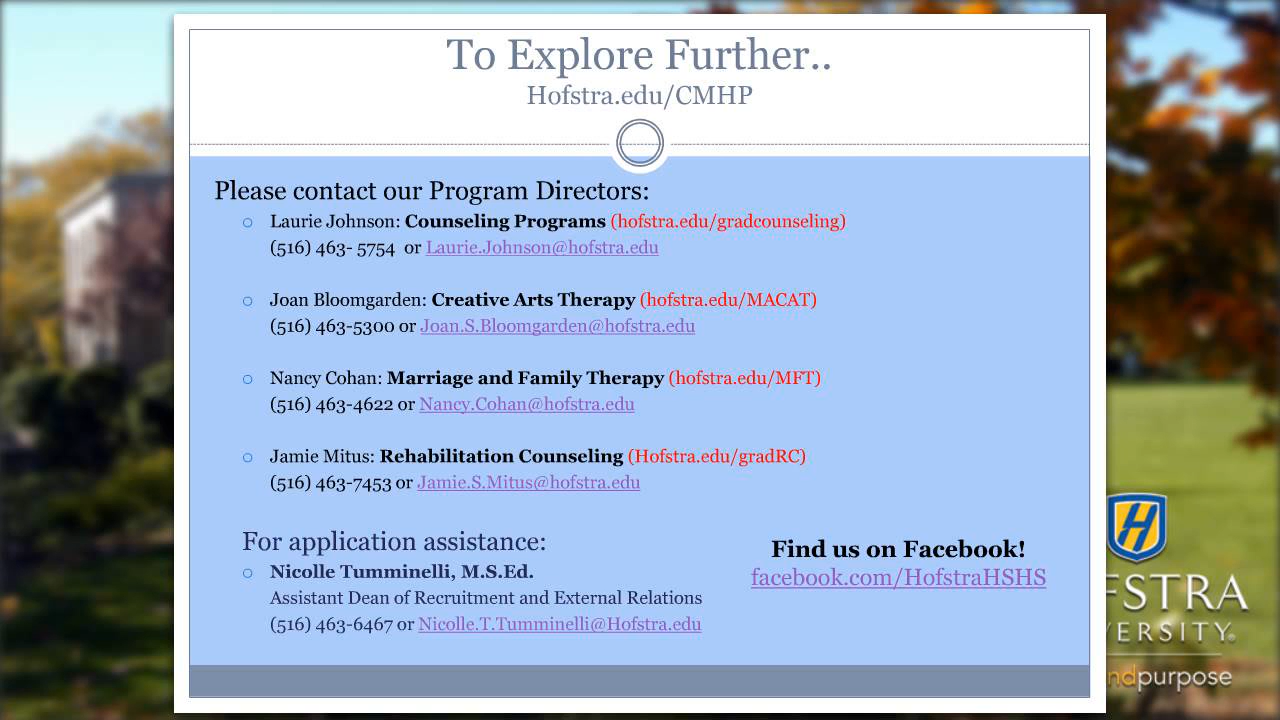 To Explore Further..
Hofstra.edu/CMHP
Please contact our Program Directors:
Laurie Johnson: Counseling Programs (hofstra.edu/gradcounseling)
(516) 463- 5754 or Laurie.Johnson@hofstra.edu
Joan Bloomgarden: Creative Arts Therapy (hofstra.edu/MACAT)
(516) 463-5300 or Joan.S.Bloomgarden@hofstra.edu
Nancy Cohan: Marriage and Family Therapy (hofstra.edu/MFT)
(516) 463-4622 or Nancy.Cohan@hofstra.edu
Jamie Mitus: Rehabilitation Counseling (Hofstra.edu/gradRC)
(516) 463-7453 or Jamie.S.Mitus@hofstra.edu
For application assistance:
Nicolle Tumminelli, M.S.Ed.
Assistant Dean of Recruitment and External Relations
(516) 463-6467 or Nicolle.T.Tumminelli@Hofstra.edu
Find us on Facebook!
facebook.com/HofstraHSHS
H
FSTRA
ERSITY®
ndpurpose